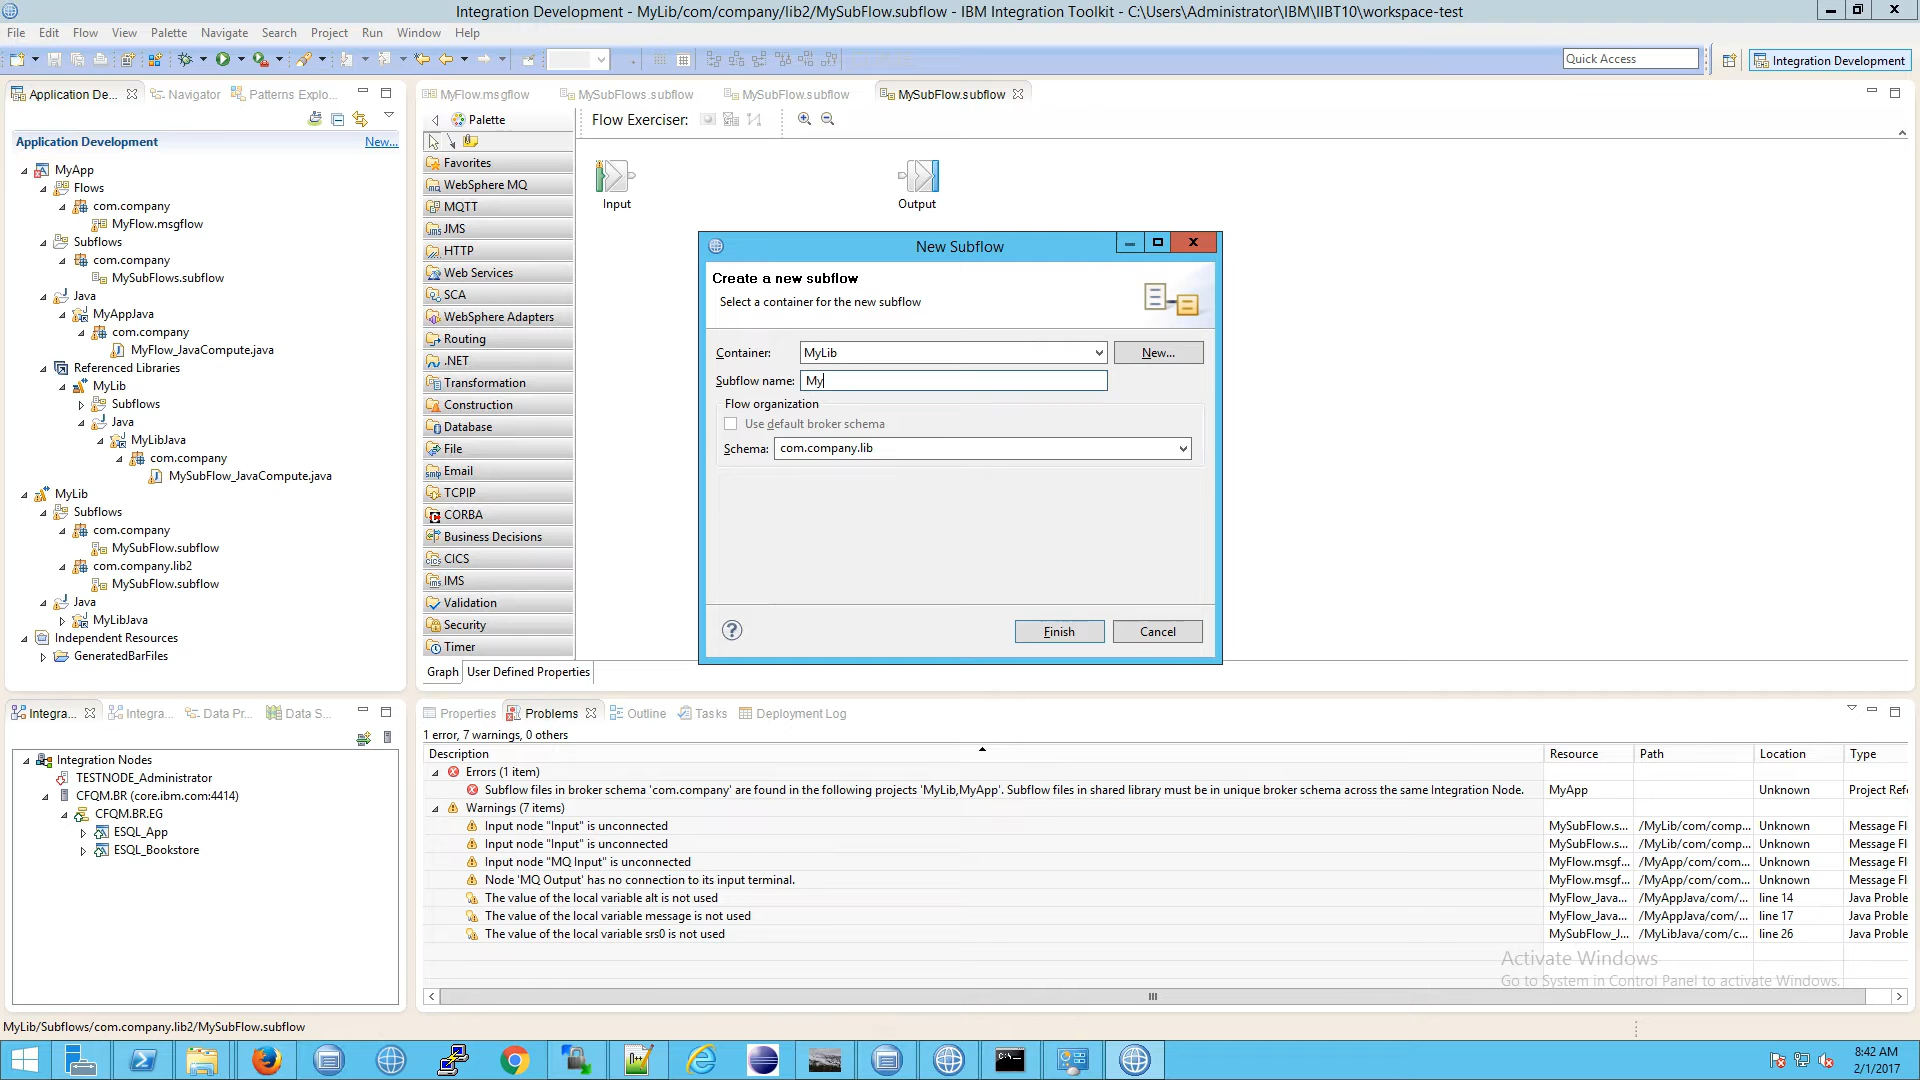 Integration Development - MyLib/com/company/lib2/MySubFlow.subflow - IBM Integration Toolkit - C:\Users\Administrator\IBM\IIBT10\workspace-test
File Edit Flow View Palette Navigate Search Project Run Window Help
Quick Access
Integration Development
Application De...
Navigator
Patterns Explo...
MyFlow.msgflow
MySubFlows.subflow
MySubFlow.subflow
MySubFlow.subflow
Application Development
New...
MyApp
Flows
com.company
MyFlow.msgflow
Subflows
com.company
MySubFlows.subflow
Java
MyAppJava
com.company
MyFlow_JavaCompute.java
Referenced Libraries
MyLib
Subflows
Java
MyLibJava
com.company
MySubFlow_JavaCompute.java
MyLib
Subflows
com.company
MySubFlow.subflow
com.company.lib2
MySubFlow.subflow
Java
MyLibJava
Independent Resources
GeneratedBarFiles
Palette
Favorites
WebSphere MQ
MQTT
JMS
HTTP
Web Services
SCA
WebSphere Adapters
Routing
.NET
Transformation
Construction
Database
File
Email
TCPIP
CORBA
Business Decisions
CICS
IMS
Validation
Security
Timer
Flow Exerciser:
Input
Output
New Subflow
Create a new subflow
Select a container for the new subflow
Container:
MyLib
New...
Subflow name:
My
Flow organization
Use default broker schema
Schema:
com.company.lib
Finish
Cancel
Graph
User Defined Properties
Integra...
Integra...
Data Pr...
Data S...
Integration Nodes
TESTNODE_Administrator
CFQM.BR (core.ibm.com:4414)
CFQM.BR.EG
ESQL_App
ESQL_Bookstore
Properties
Problems
Outline
Tasks
Deployment Log
1 error, 7 warnings, 0 others
Description Resource Path Location Type
Errors (1 item)
Subflow files in broker schema 'com.company' are found in the following projects 'MyLib,MyApp'. Subflow files in shared library must be in unique broker schema across the same Integration Node. MyApp Unknown Project Refe
Warnings (7 items)
Input node "Input" is unconnected MySubFlow.s... /MyLib/com/comp... Unknown Message Fl
Input node "Input" is unconnected MySubFlow.s... /MyLib/com/comp... Unknown Message Fl
Input node "MQ Input" is unconnected MyFlow.msgf... /MyApp/com/com... Unknown Message Fl
Node 'MQ Output' has no connection to its input terminal. MyFlow.msgf... /MyApp/com/com... Unknown Message Fl
The value of the local variable alt is not used MyFlow_Java... /MyAppJava/com/... line 14 Java Proble
The value of the local variable message is not used MyFlow_Java... /MyAppJava/com/... line 17 Java Proble
The value of the local variable srs0 is not used MySubFlow_J... /MyLibJava/com/c... line 26 Java Proble
Activate Windows
Go to System in Control Panel to activate Windows.
MyLib/Subflows/com.company.lib2/MySubFlow.subflow
8:42 AM
2/1/2017